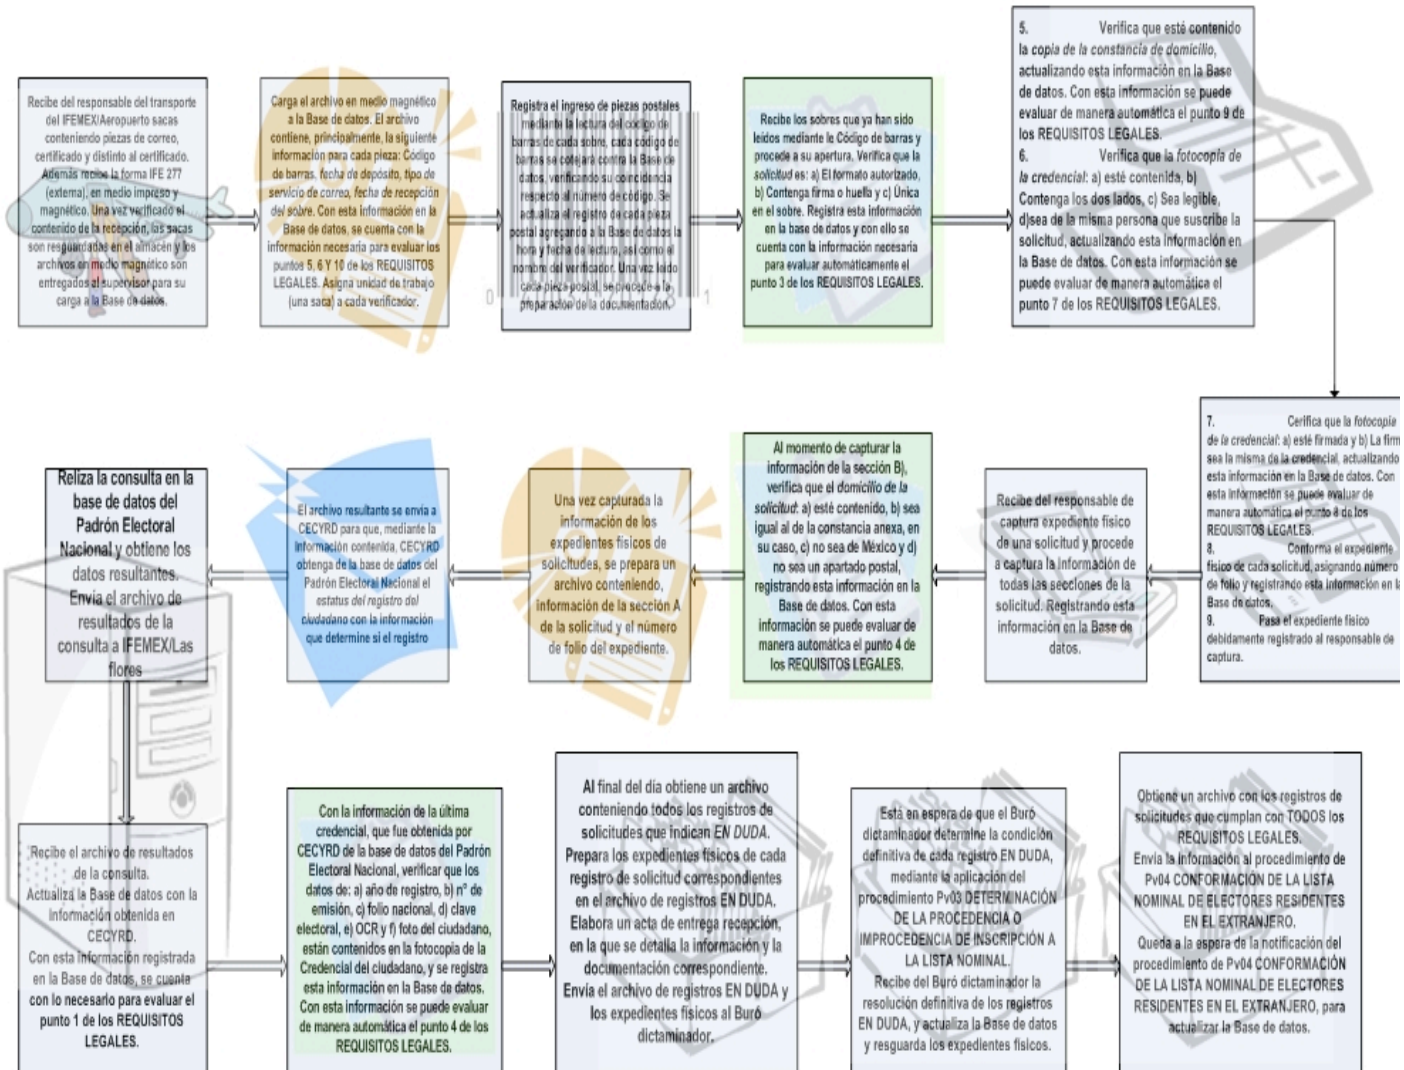 Recibe del responsable del transporte
del IFEMEX/Aeropuerto sacas
conteniendo piezas de correo,
certificado y distinto al certificado.
Además recibe la forma IFE 277
(externa), en medio impreso y
magnético. Una vez verificado el
contenido de la recepción, las sacas
son resguardadas en el almacén y los
archivos en medio magnético son
entregados al supervisor para su
carga a la Base de datos.
Carga el archivo en medio magnético
a la Base de datos. El archivo
contiene, principalmente, la siguiente
información para cada pieza: Código
de barras, fecha de depósito, tipo de
servicio de correo, fecha de recepción
del sobre. Con esta información en la
Base de datos, se cuenta con la
información necesaria para evaluar los
puntos 5, 6 Y 10 de los REQUISITOS
LEGALES. Asigna unidad de trabajo
(una saca) a cada verificador.
Registra el ingreso de piezas postales
mediante la lectura del código de
barras de cada sobre, cada código de
barras se cotejará contra la Base de
datos, verificando su coincidencia
respecto al número de código. Se
actualiza el registro de cada pieza
postal agregando a la Base de datos la
hora y fecha de lectura, así como el
nombre del verificador. Una vez leído
cada pieza postal, se procede a la
preparación de la documentación.
Recibe los sobres que ya han sido
leídos mediante le Código de barras y
procede a su apertura. Verifica que la
solicitud es: a) El formato autorizado,
b) Contenga firma o huella y c) Única
en el sobre. Registra esta información
en la base de datos y con ello se
cuenta con la información necesaria
para evaluar automáticamente el
punto 3 de los REQUISITOS LEGALES.
5. Verifica que esté contenido
la copia de la constancia de domicilio,
actualizando esta información en la Base
de datos. Con esta información se puede
evaluar de manera automática el punto 9 de
los REQUISITOS LEGALES.
6. Verifica que la fotocopia de
la credencial: a) esté contenida, b)
Contenga los dos lados, c) Sea legible,
d)sea de la misma persona que suscribe la
solicitud, actualizando esta información en
la Base de datos. Con esta información se
puede evaluar de manera automática el
punto 7 de los REQUISITOS LEGALES.
7. Cerifica que la fotocopia
de la credencial: a) esté firmada y b) La firm
sea la misma de la credencial, actualizando
esta información en la Base de datos. Con
esta información se puede evaluar de
manera automática el punto 8 de los
REQUISITOS LEGALES.
8. Conforma el expediente
físico de cada solicitud, asignando número
de folio y registrando esta información en la
Base de datos.
9. Pasa el expediente físico
debidamente registrado al responsable de
captura.
Recibe del responsable de
captura expediente físico
de una solicitud y procede
a captura la información de
todas las secciones de la
solicitud. Registrando esta
información en la Base de
datos.
Al momento de capturar la
información de la sección B),
verifica que el domicilio de la
solicitud: a) esté contenido, b) sea
igual al de la constancia anexa, en
su caso, c) no sea de México y d)
no sea un apartado postal,
registrando esta información en la
Base de datos. Con esta
información se puede evaluar de
manera automática el punto 4 de
los REQUISITOS LEGALES.
Una vez capturada la
información de los
expedientes físicos de
solicitudes, se prepara un
archivo conteniendo,
información de la sección A
de la solicitud y el número
de folio del expediente.
El archivo resultante se envía a
CECYRD para que, mediante la
información contenida, CECYRD
obtenga de la base de datos del
Padrón Electoral Nacional el
estatus del registro del
ciudadano con la información
que determine si el registro
Reliza la consulta en la
base de datos del
Padrón Electoral
Nacional y obtiene los
datos resultantes.
Envía el archivo de
resultados de la
consulta a IFEMEX/Las
flores
Recibe el archivo de resultados
de la consulta.
Actualiza la Base de datos con la
información obtenida en
CECYRD.
Con esta información registrada
en la Base de datos, se cuenta
con lo necesario para evaluar el
punto 1 de los REQUISITOS
LEGALES.
Con la información de la última
credencial, que fue obtenida por
CECYRD de la base de datos del Padrón
Electoral Nacional, verificar que los
datos de: a) año de registro, b) n° de
emisión, c) folio nacional, d) clave
electoral, e) OCR y f) foto del ciudadano,
están contenidos en la fotocopia de la
Credencial del ciudadano, y se registra
esta información en la Base de datos.
Con esta información se puede evaluar
de manera automática el punto 4 de los
REQUISITOS LEGALES.
Al final del día obtiene un archivo
conteniendo todos los registros de
solicitudes que indican EN DUDA.
Prepara los expedientes físicos de cada
registro de solicitud correspondientes
en el archivo de registros EN DUDA.
Elabora un acta de entrega recepción,
en la que se detalla la información y la
documentación correspondiente.
Envía el archivo de registros EN DUDA y
los expedientes físicos al Buró
dictaminador.
Está en espera de que el Buró
dictaminador determine la condición
definitiva de cada registro EN DUDA,
mediante la aplicación del
procedimiento Pv03 DETERMINACIÓN
DE LA PROCEDENCIA O
IMPROCEDENCIA DE INSCRIPCIÓN A
LA LISTA NOMINAL.
Recibe del Buró dictaminador la
resolución definitiva de los registros
EN DUDA, y actualiza la Base de datos
y resguarda los expedientes físicos.
Obtiene un archivo con los registros de
solicitudes que cumplan con TODOS los
REQUISITOS LEGALES.
Envía la información al procedimiento de
Pv04 CONFORMACIÓN DE LA LISTA
NOMINAL DE ELECTORES RESIDENTES
EN EL EXTRANJERO.
Queda a la espera de la notificación del
procedimiento de Pv04 CONFORMACIÓN
DE LA LISTA NOMINAL DE ELECTORES
RESIDENTES EN EL EXTRANJERO, para
actualizar la Base de datos.